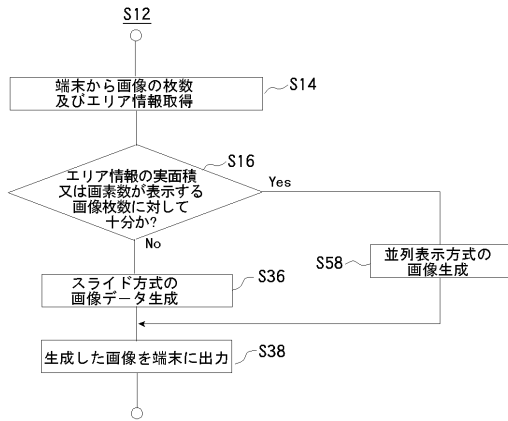 S12
端末から画像の枚数
及びエリア情報取得
S14
エリア情報の実面積
又は画素数が表示する
画像枚数に対して
十分か?
S16
Yes
No
並列表示方式の
画像生成
S58
スライド方式の
画像データ生成
S36
生成した画像を端末に出力
S38